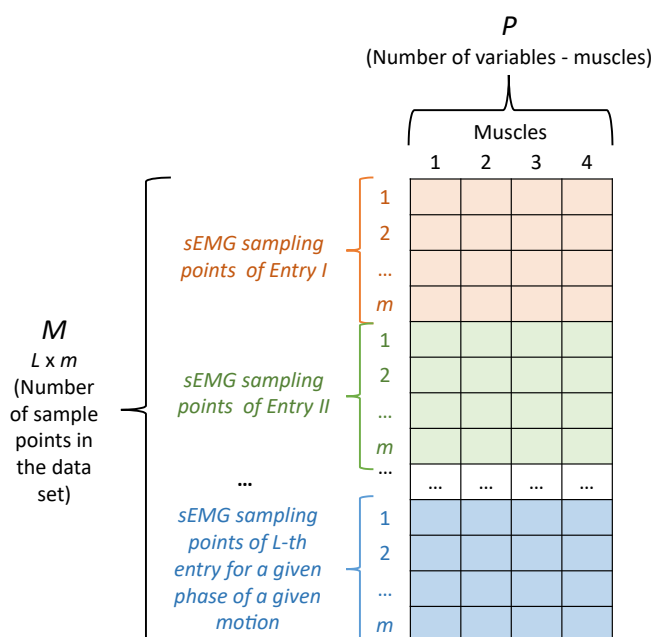 P
(Number of variables - muscles)
Muscles
1 2 3 4
M
L x m
(Number
of sample
points in
the data
set)
sEMG sampling
points of Entry I
1
2
...
m
sEMG sampling
points of Entry II
1
2
...
m
...
...
... ... ... ...
sEMG sampling
points of L-th
entry for a given
phase of a given
motion
1
2
...
m